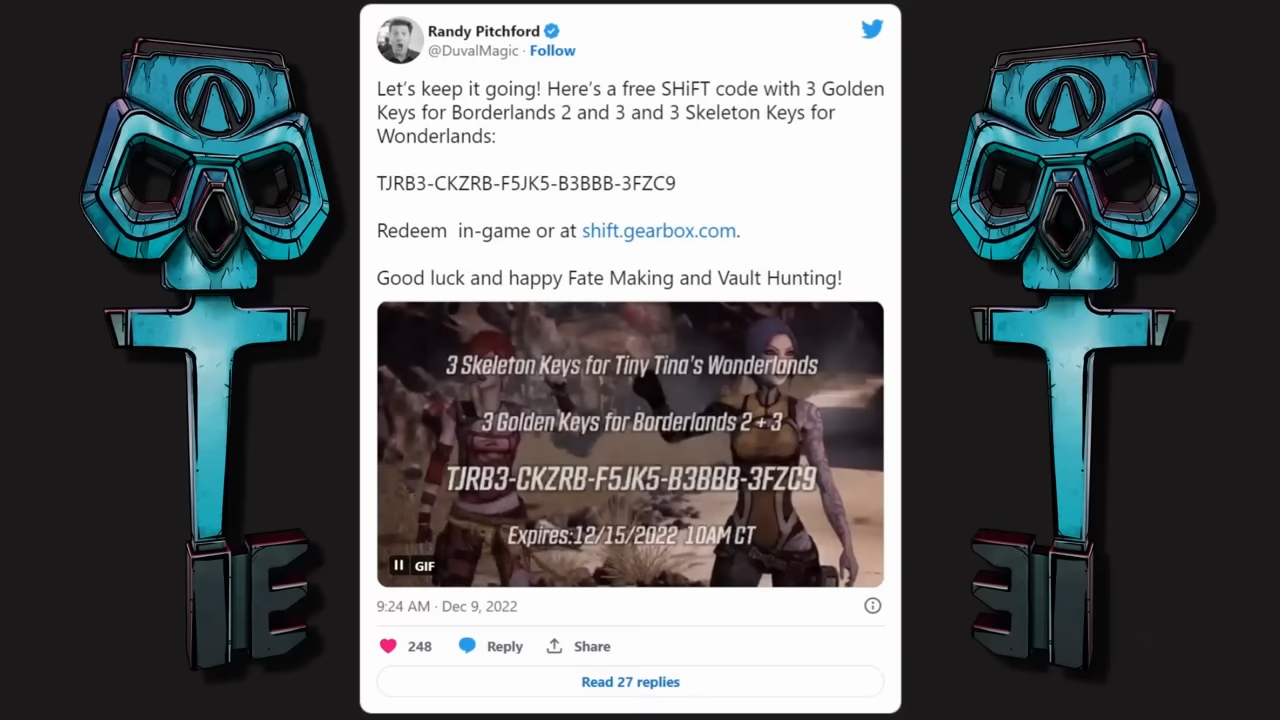 Randy Pitchford
@DuvalMagic · Follow
Let's keep it going! Here's a free SHiFT code with 3 Golden
Keys for Borderlands 2 and 3 and 3 Skeleton Keys for
Wonderlands:
TJRB3-CKZRB-F5JK5-B3BBB-3FZC9
Redeem  in-game or at shift.gearbox.com.
Good luck and happy Fate Making and Vault Hunting!
3 Skeleton Keys for Tiny Tina's Wonderlands
3 Golden Keys for Borderlands 2 + 3
TJRB3-CKZRB-F5JK5-B3BBB-3FZC9
Expires:12/15/2022 10AM CT
GIF
9:24 AM · Dec 9, 2022
248 Reply Share
Read 27 replies